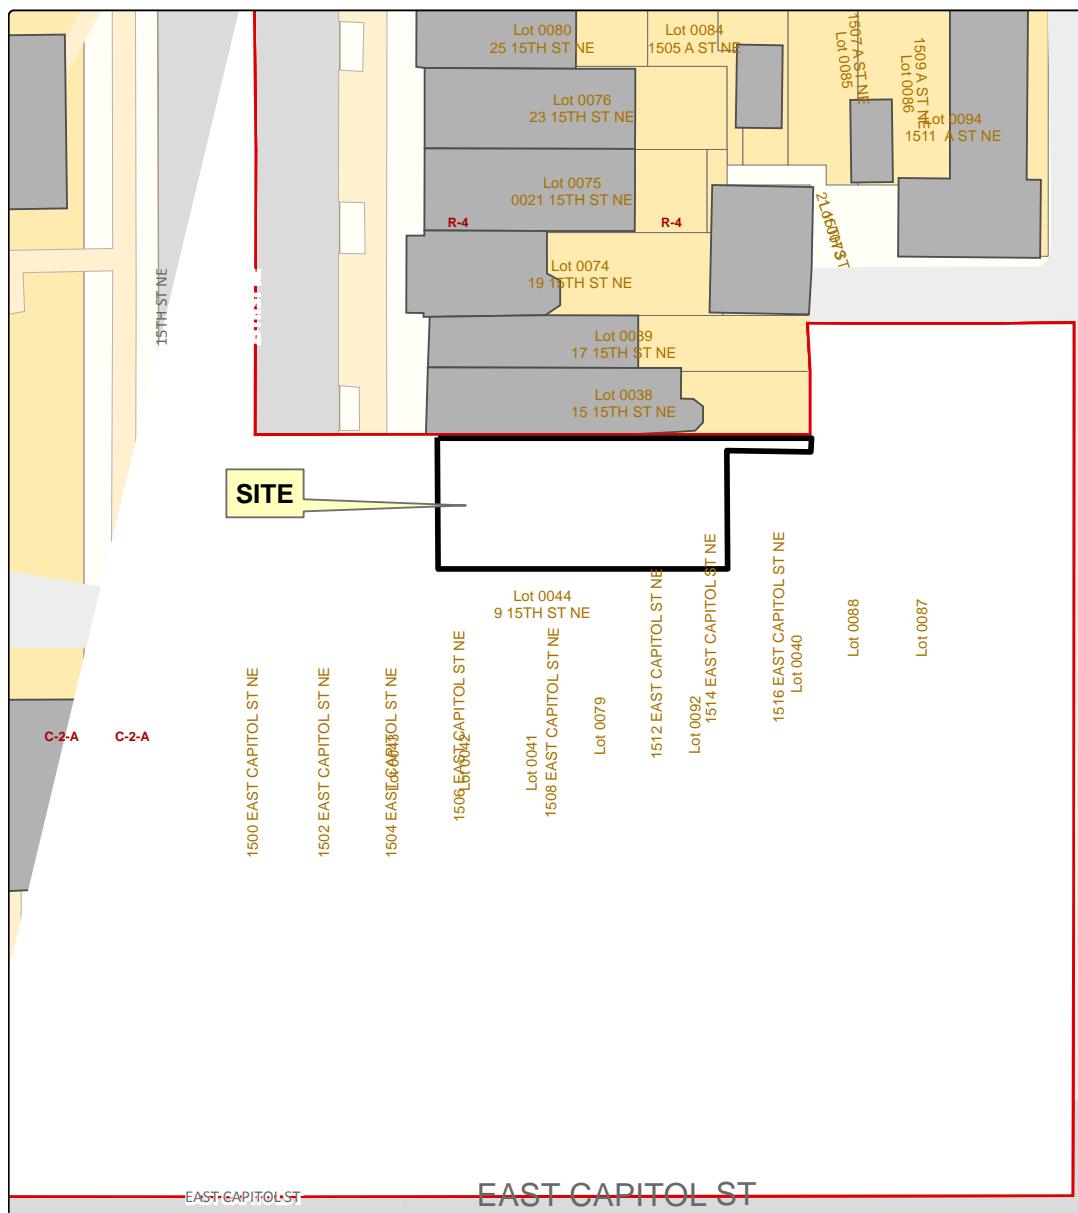 Lot 0080
25 15TH ST NE
Lot 0084
1505 A ST NE
1507 A ST NE
Lot 0085
1509 A ST NE
Lot 0086
Lot 0094
1511 A ST NE
Lot 0076
23 15TH ST NE
Lot 0075
0021 15TH ST NE
R-4
R-4
Lot 0074
19 15TH ST NE
15TH ST NE
Lot 0039
17 15TH ST NE
Lot 0038
15 15TH ST NE
SITE
Lot 0044
9 15TH ST NE
1500 EAST CAPITOL ST NE
1502 EAST CAPITOL ST NE
1504 EAST CAPITOL ST NE
Lot 0043
1506 EAST CAPITOL ST NE
Lot 0042
Lot 0041
1508 EAST CAPITOL ST NE
Lot 0079
1512 EAST CAPITOL ST NE
Lot 0092
1514 EAST CAPITOL ST NE
1516 EAST CAPITOL ST NE
Lot 0040
Lot 0088
Lot 0087
C-2-A
C-2-A
EAST CAPITOL ST
EAST CAPITOL ST